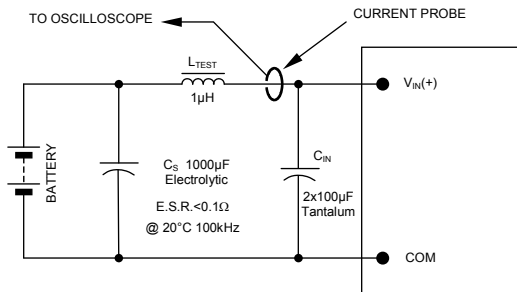 TO OSCILLOSCOPE
CURRENT PROBE
LTEST
1µH
VIN(+)
BATTERY
CS 1000µF
Electrolytic
E.S.R.<0.1Ω
@ 20°C 100kHz
CIN
2x100µF
Tantalum
COM